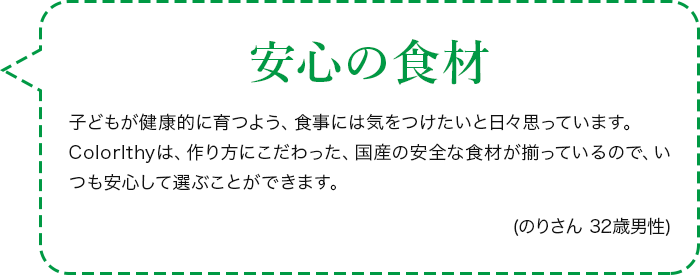 安心の食材
子どもが健康的に育つよう、食事には気をつけたいと日々思っています。
Colorlthyは、作り方にこだわった、国産の安全な食材が揃っているので、い
つも安心して選ぶことができます。
(のりさん 32歳男性)